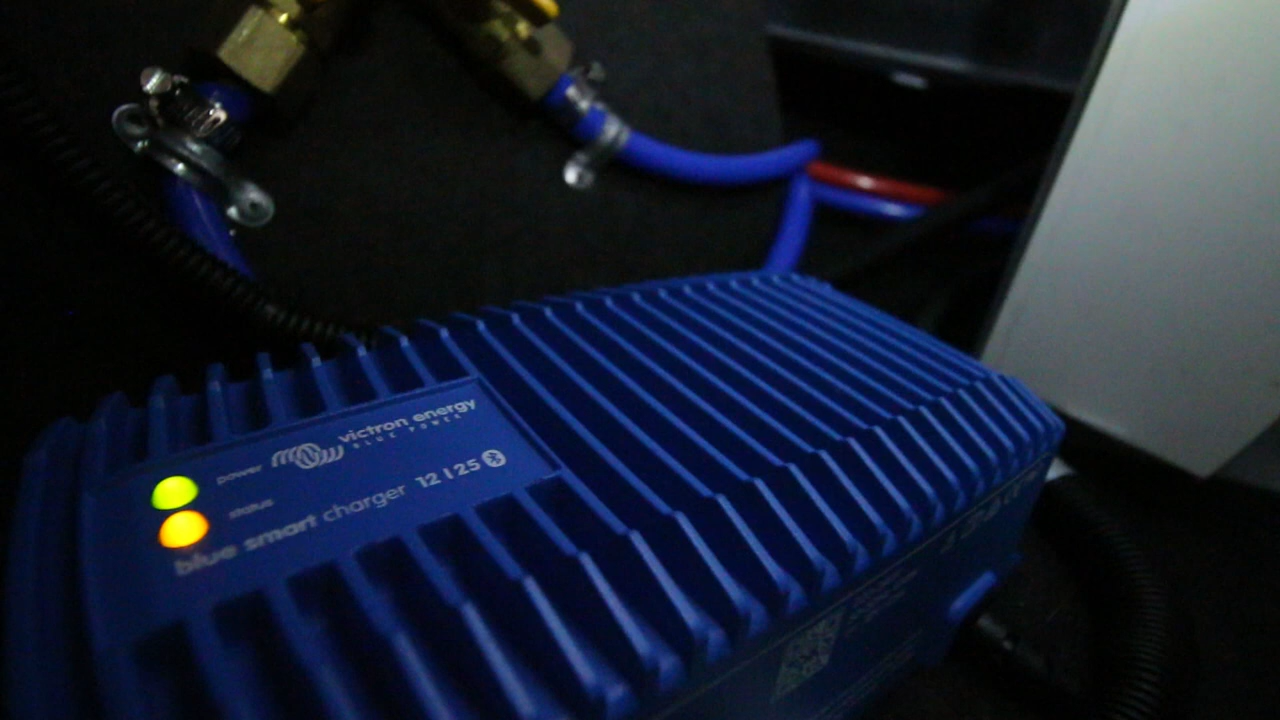 victron energy
BLUE POWER
power
status
blue smart charger 12 | 25